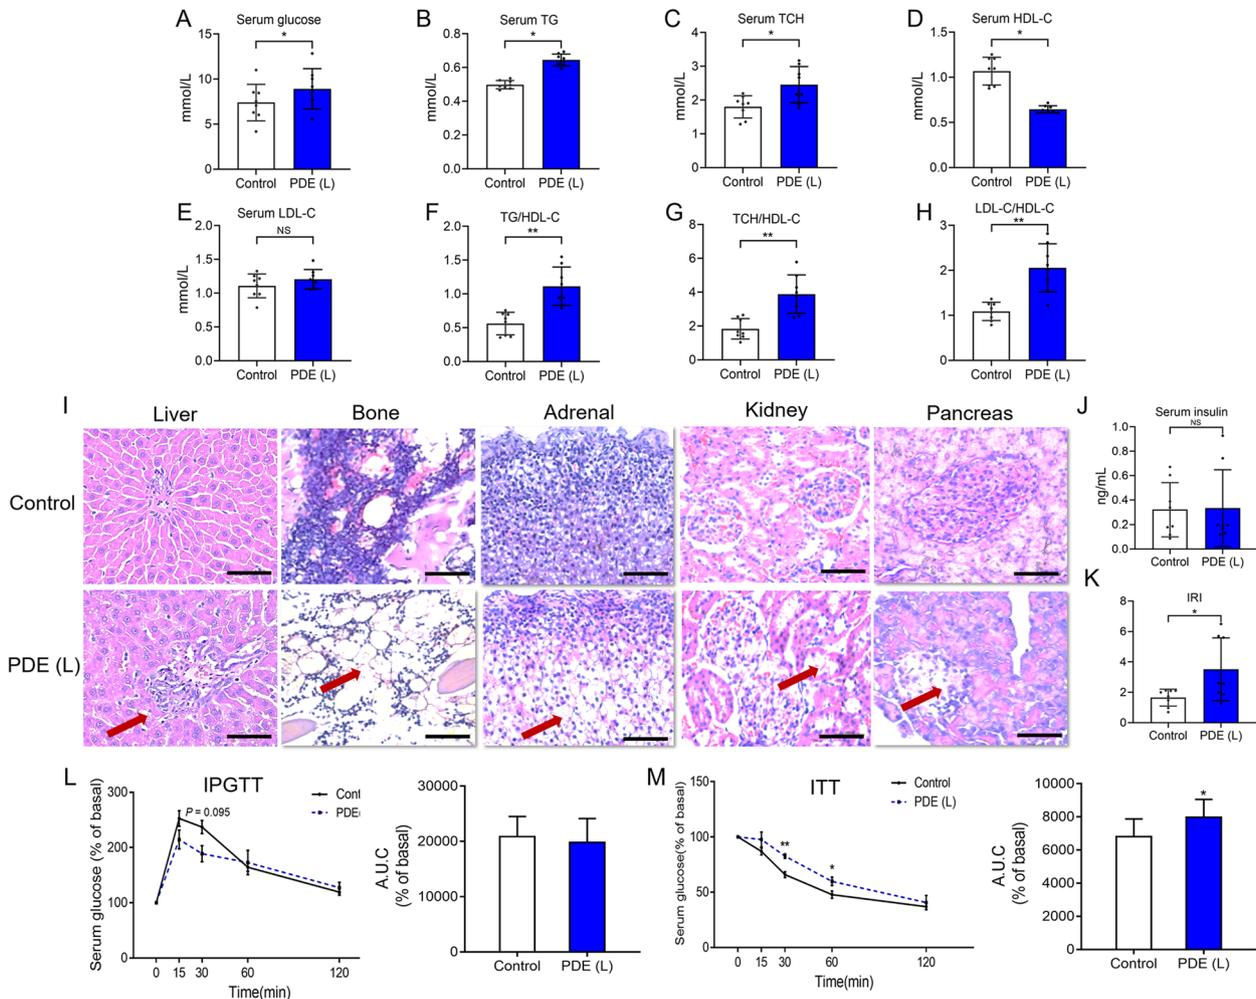 A
Serum glucose
*
mmol/L
15
10
5
0
Control PDE (L)
B
Serum TG
*
mmol/L
0.8
0.6
0.4
0.2
0.0
Control PDE (L)
C
Serum TCH
*
mmol/L
4
3
2
1
0
Control PDE (L)
D
Serum HDL-C
*
mmol/L
1.5
1.0
0.5
0.0
Control PDE (L)
E
Serum LDL-C
NS
mmol/L
2.0
1.5
1.0
0.5
0.0
Control PDE (L)
F
TG/HDL-C
**
2.0
1.5
1.0
0.5
0.0
Control PDE (L)
G
TCH/HDL-C
**
8
6
4
2
0
Control PDE (L)
H
LDL-C/HDL-C
**
3
2
1
0
Control PDE (L)
I
Liver Bone Adrenal Kidney Pancreas
Control
PDE (L)
J
Serum insulin
NS
ng/mL
1.0
0.8
0.6
0.4
0.2
0.0
Control PDE (L)
K
IRI
*
8
6
4
2
0
Control PDE (L)
L
IPGTT
Serum glucose (% of basal)
300
200
100
0
P = 0.095
Cont
PDE(
0 15 30 60 120
Time(min)
A.U.C
(% of basal)
30000
20000
10000
0
Control PDE (L)
M
ITT
Serum glucose(% of basal)
150
100
50
0
Control
PDE (L)
**
*
0 15 30 60 120
Time(min)
A.U.C
(% of basal)
10000
8000
6000
4000
2000
0
*
Control PDE (L)